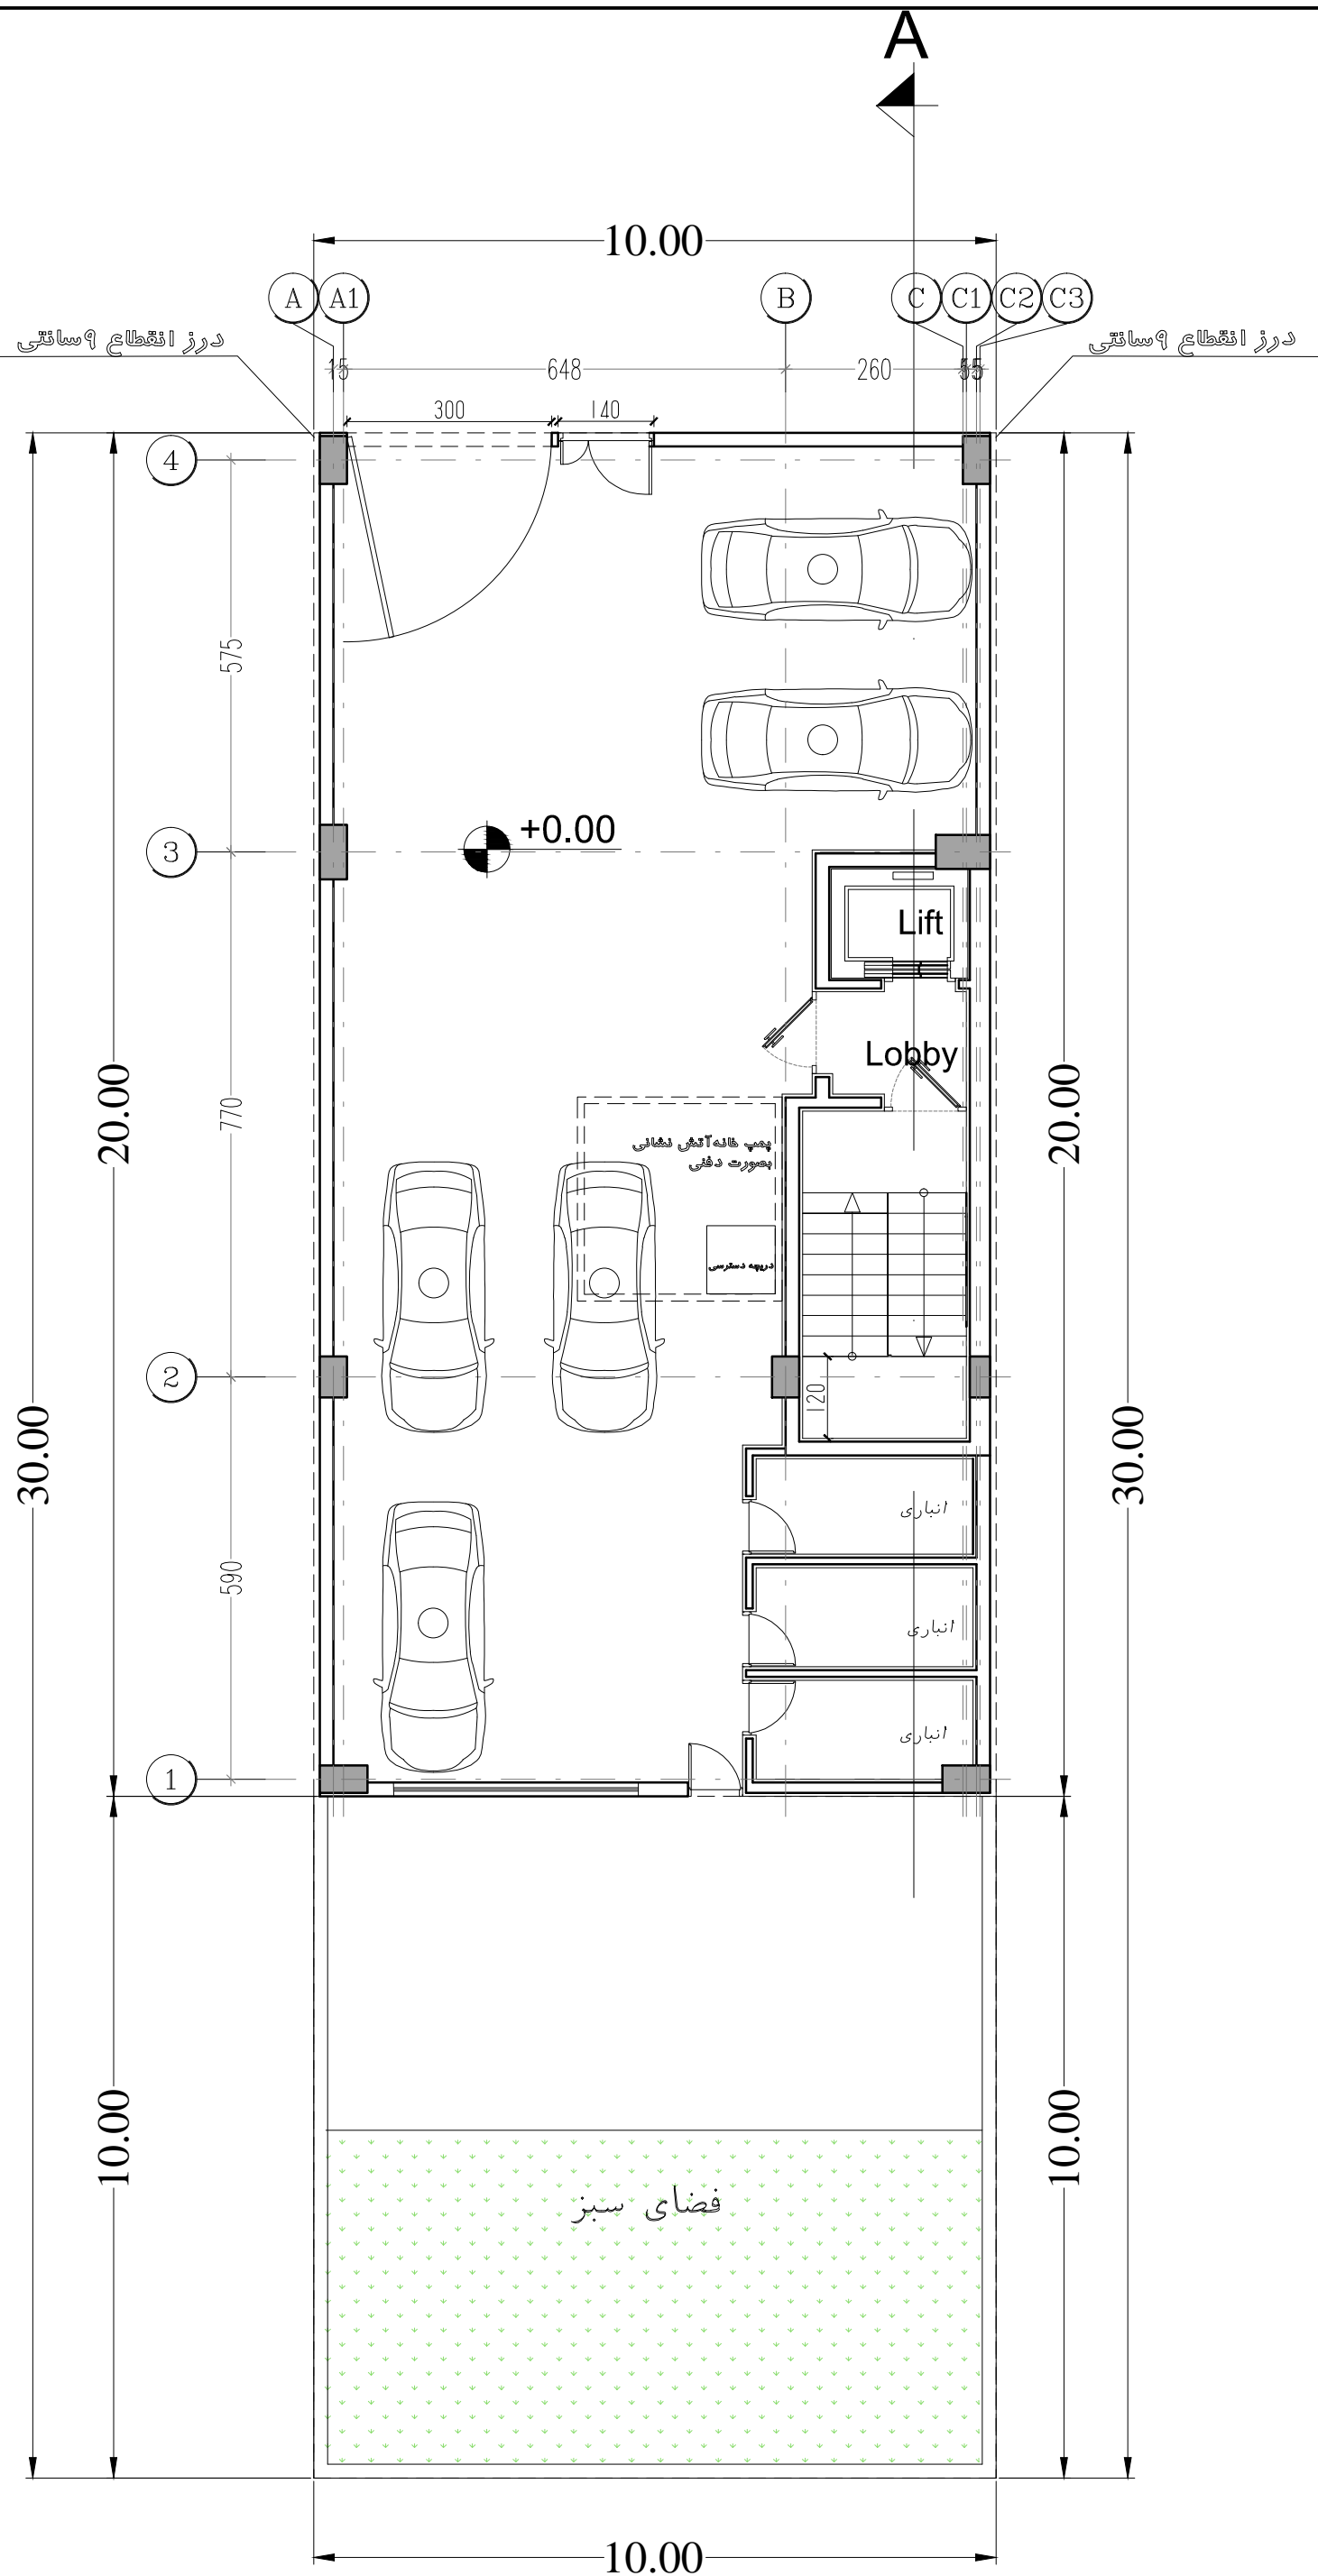 A
10.00
A A1 B C C1 C2 C3
درز انقطاع ۹سانتی
درز انقطاع ۹سانتی
15 648 260 5 5
300 140
4
575
+0.00
3
Lift
Lobby
770
20.00
20.00
پمپ خانه آتش نشانی
بصورت دفنی
دریچه دسترسی
2
120
30.00
30.00
انباری
590
انباری
انباری
1
10.00
10.00
فضای سبز
10.00